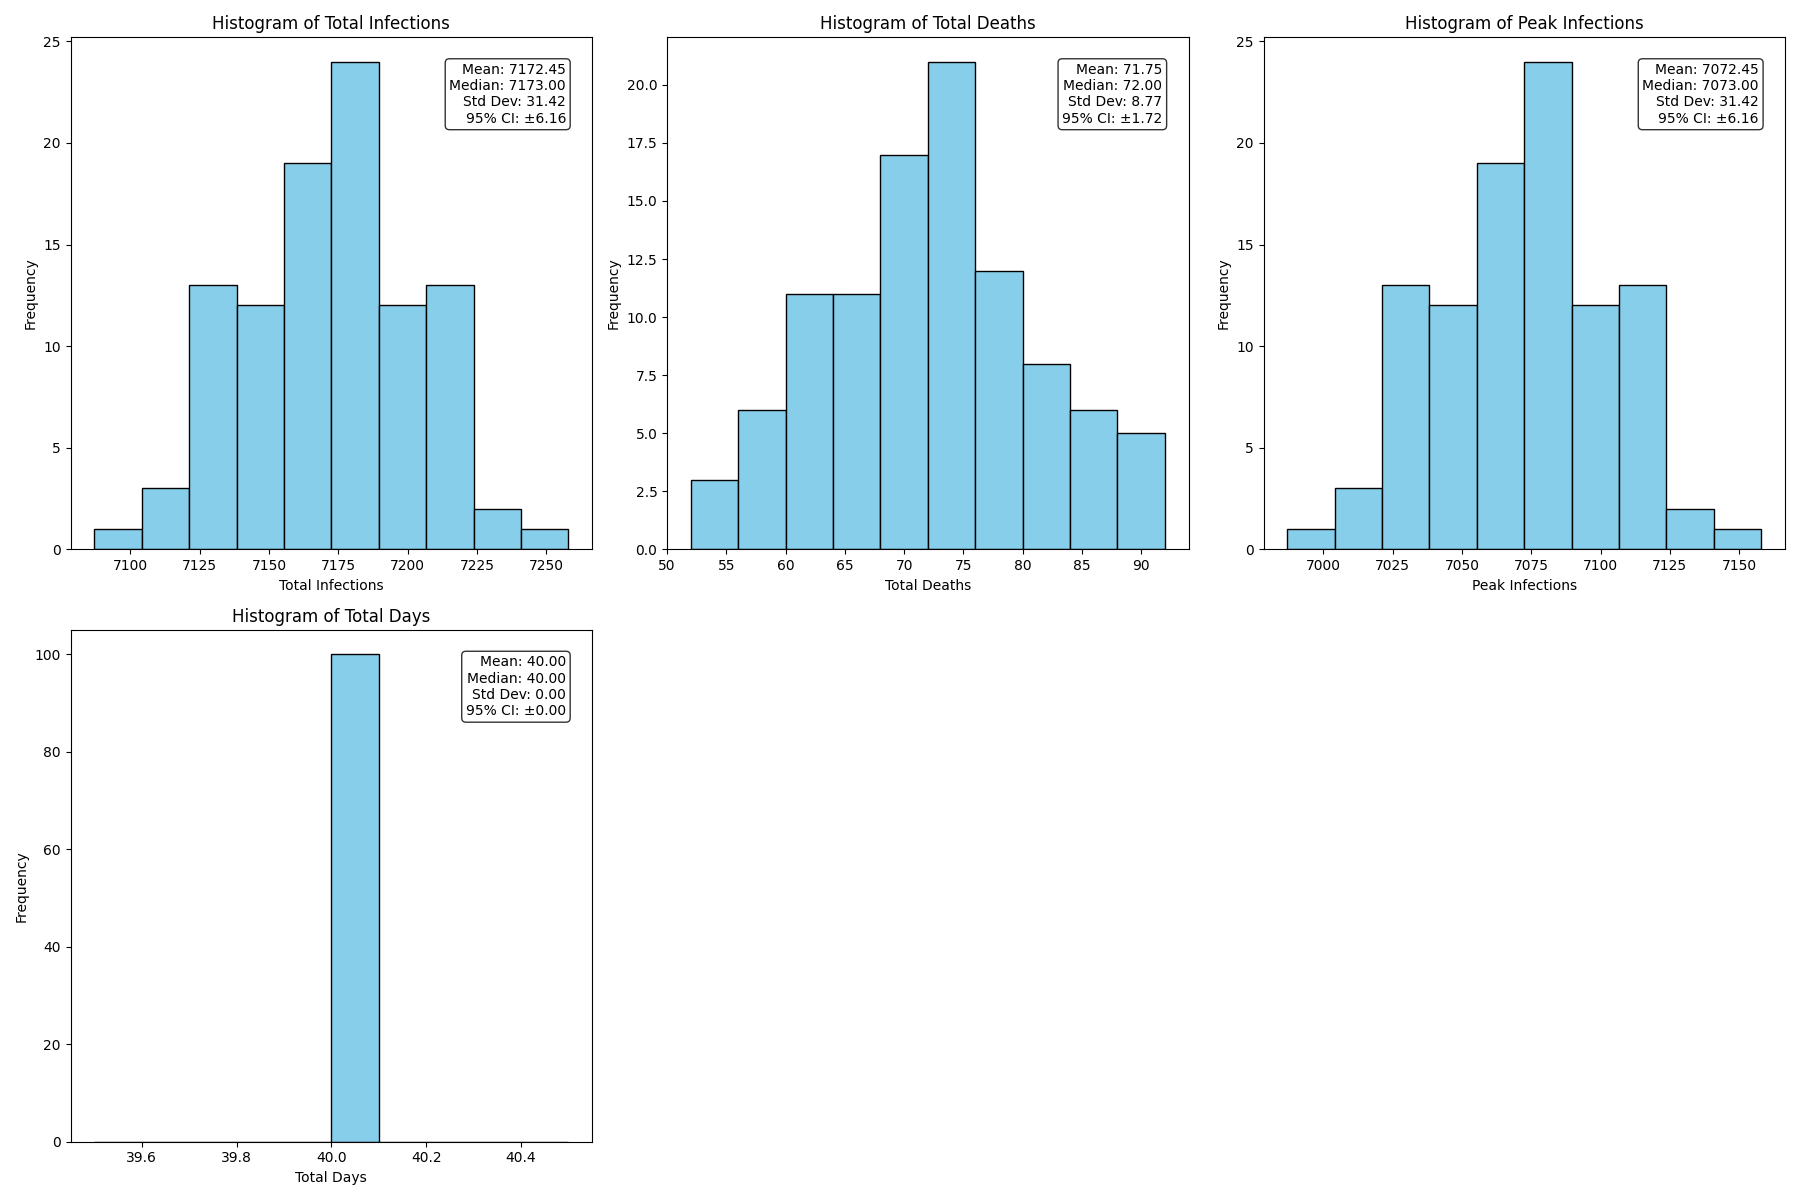 Histogram of Total Infections
25
20
15
10
5
0
Frequency
Mean: 7172.45
Median: 7173.00
Std Dev: 31.42
95% CI: ±6.16
7100 7125 7150 7175 7200 7225 7250
Total Infections
Histogram of Total Deaths
20.0
17.5
15.0
12.5
10.0
7.5
5.0
2.5
0.0
Frequency
Mean: 71.75
Median: 72.00
Std Dev: 8.77
95% CI: ±1.72
50 55 60 65 70 75 80 85 90
Total Deaths
Histogram of Peak Infections
25
20
15
10
5
0
Frequency
Mean: 7072.45
Median: 7073.00
Std Dev: 31.42
95% CI: ±6.16
7000 7025 7050 7075 7100 7125 7150
Peak Infections
Histogram of Total Days
100
80
60
40
20
0
Frequency
Mean: 40.00
Median: 40.00
Std Dev: 0.00
95% CI: ±0.00
39.6 39.8 40.0 40.2 40.4
Total Days